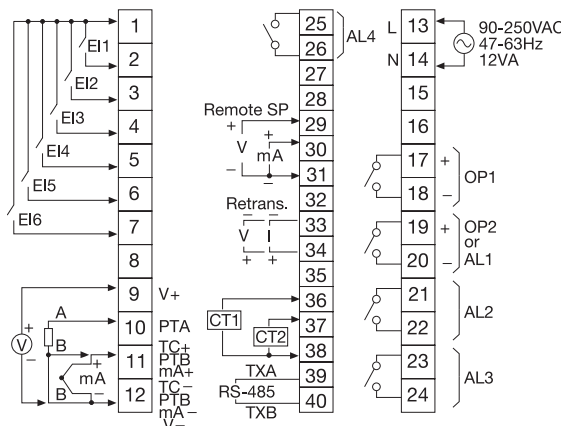 1
2
3
4
5
6
7
8
9
10
11
12
EI1
EI2
EI3
EI4
EI5
EI6
V+
PTA
TC+
PTB
mA+
TC−
PTB
mA−
V−
+
V
−
A
B
B
+
mA
−
25
26
27
28
29
30
31
32
33
34
35
36
37
38
39
40
AL4
Remote SP
+
V
−
+
mA
−
Retrans.
−
V
+
−
I
+
CT1
CT2
TXA
RS-485
TXB
13
14
15
16
17
18
19
20
21
22
23
24
L
N
90-250VAC
47-63Hz
12VA
+
−
OP1
+
−
OP2
or
AL1
AL2
AL3